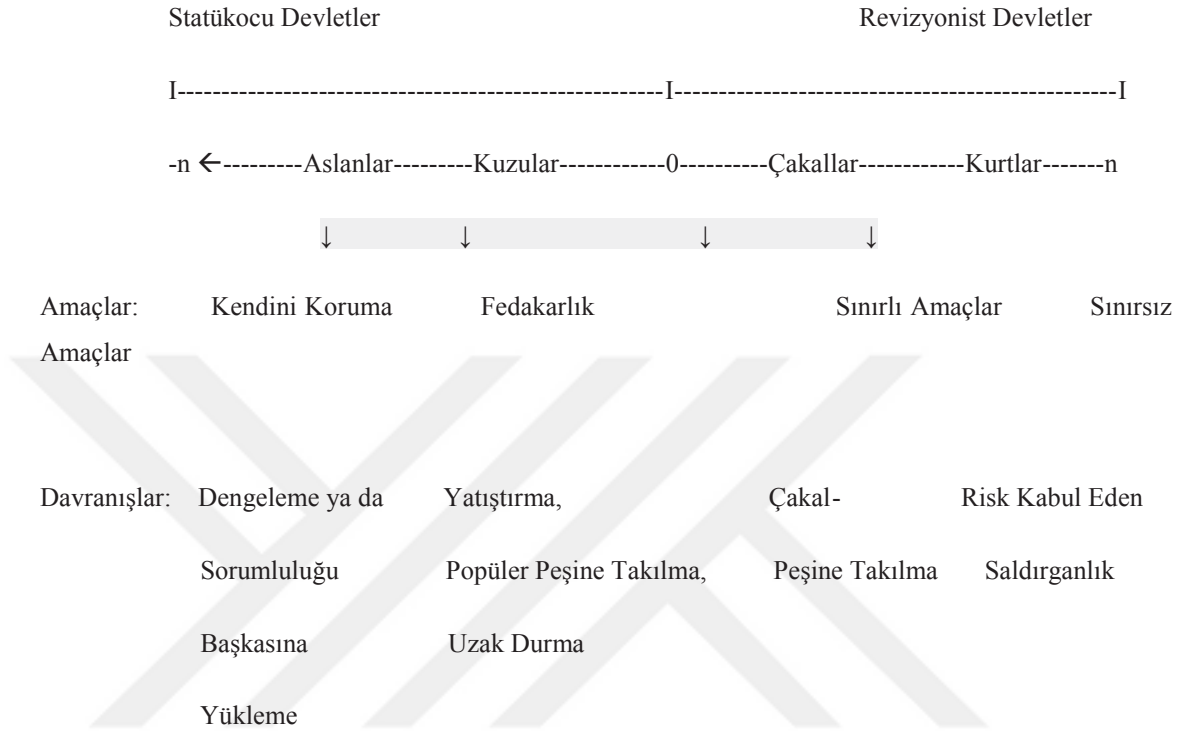 Statükocu Devletler Revizyonist Devletler
I-------------------------------------------------------I--------------------------------------------------I
-n ←---------Aslanlar---------Kuzular------------0----------Çakallar------------Kurtlar-------n
↓ ↓ ↓ ↓
Amaçlar: Kendini Koruma Fedakarlık Sınırlı Amaçlar Sınırsız
Amaçlar
Davranışlar: Dengeleme ya da Yatıştırma, Çakal- Risk Kabul Eden
Sorumluluğu Popüler Peşine Takılma, Peşine Takılma Saldırganlık
Başkasına Uzak Durma
Yükleme